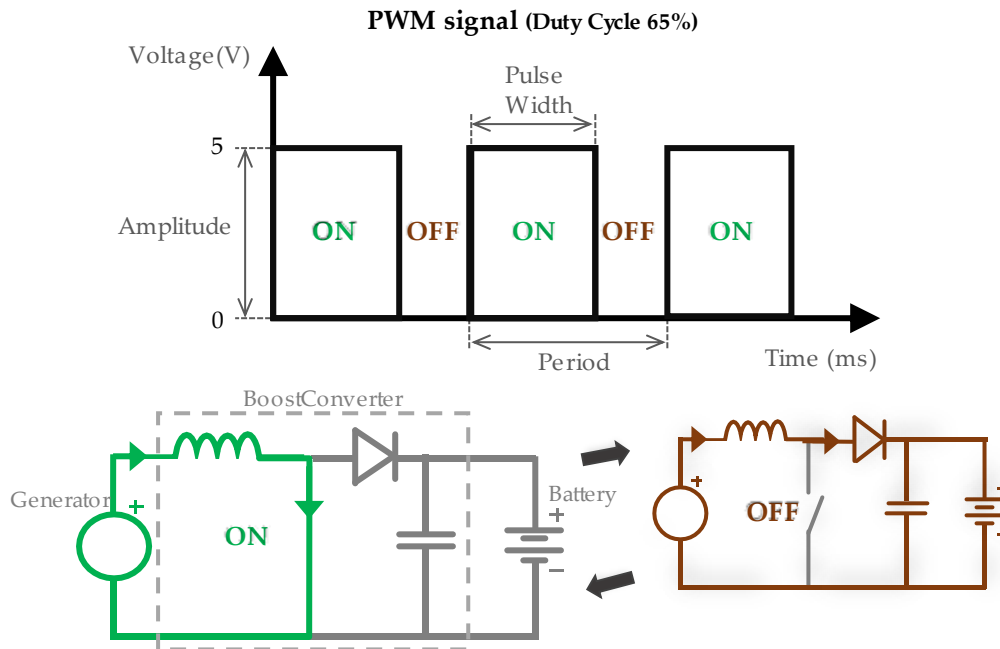 PWM signal (Duty Cycle 65%)
Voltage(V)
Pulse
Width
5
Amplitude
ON
OFF
ON
OFF
ON
0
Period
Time (ms)
BoostConverter
Generator
+
ON
Battery
+
−
+
OFF